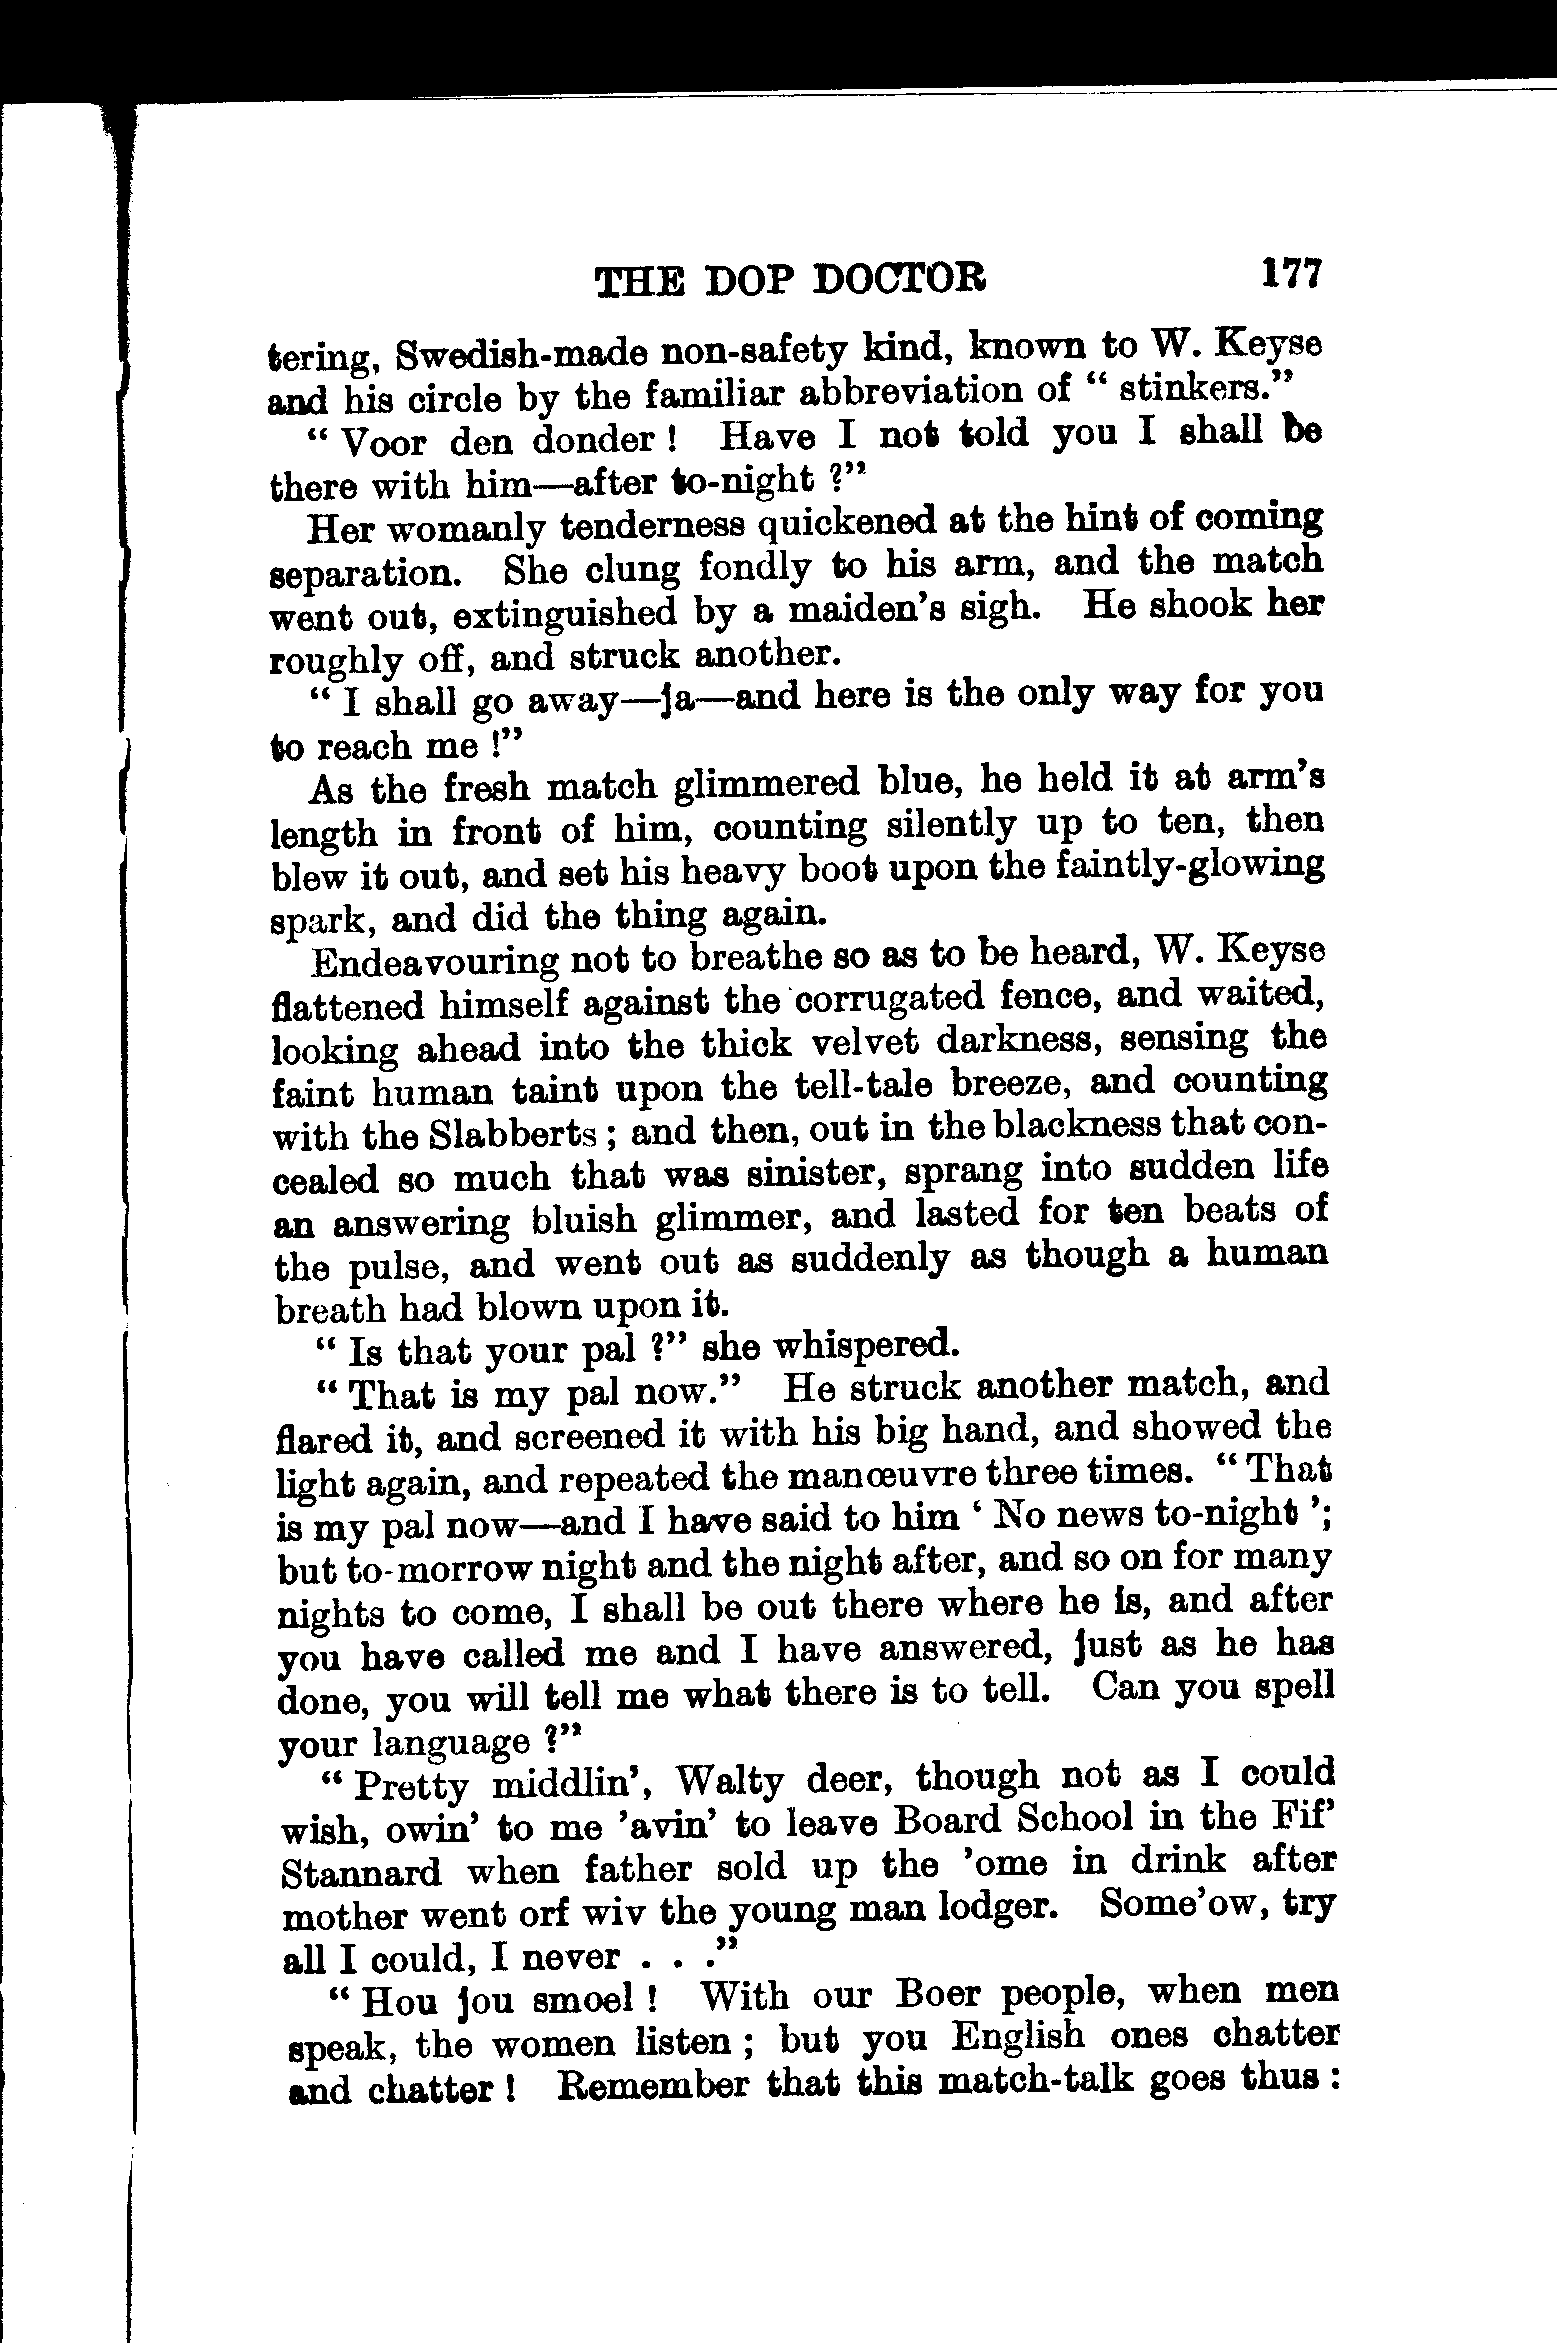 THE DOP DOCTOR 177
tering, Swedish-made non-safety kind, known to W. Keyse
and his circle by the familiar abbreviation of “ stinkers.”
“ Voor den donder ! Have I not told you I shall be
there with him—after to-night ?”
Her womanly tenderness quickened at the hint of coming
separation. She clung fondly to his arm, and the match
went out, extinguished by a maiden’s sigh. He shook her
roughly off, and struck another.
“ I shall go away—ja—and here is the only way for you
to reach me !”
As the fresh match glimmered blue, he held it at arm’s
length in front of him, counting silently up to ten, then
blew it out, and set his heavy boot upon the faintly-glowing
spark, and did the thing again.
Endeavouring not to breathe so as to be heard, W. Keyse
flattened himself against the corrugated fence, and waited,
looking ahead into the thick velvet darkness, sensing the
faint human taint upon the tell-tale breeze, and counting
with the Slabberts ; and then, out in the blackness that con-
cealed so much that was sinister, sprang into sudden life
an answering bluish glimmer, and lasted for ten beats of
the pulse, and went out as suddenly as though a human
breath had blown upon it.
“ Is that your pal ?” she whispered.
“ That is my pal now.” He struck another match, and
flared it, and screened it with his big hand, and showed the
light again, and repeated the manœuvre three times. “ That
is my pal now—and I have said to him ‘ No news to-night ’;
but to-morrow night and the night after, and so on for many
nights to come, I shall be out there where he is, and after
you have called me and I have answered, just as he has
done, you will tell me what there is to tell. Can you spell
your language ?”
“ Pretty middlin’, Walty deer, though not as I could
wish, owin’ to me ’avin’ to leave Board School in the Fif’
Stannard when father sold up the ’ome in drink after
mother went orf wiv the young man lodger. Some’ow, try
all I could, I never . . .”
“ Hou jou smoel ! With our Boer people, when men
speak, the women listen ; but you English ones chatter
and chatter ! Remember that this match-talk goes thus :